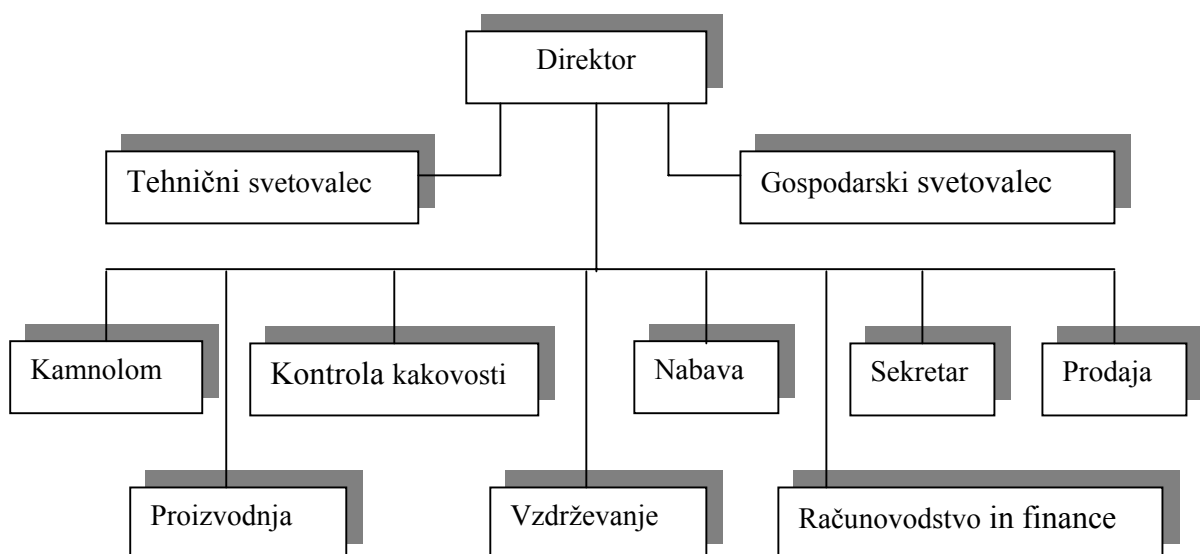 Direktor
Tehnični svetovalec
Gospodarski svetovalec
Kamnolom
Kontrola kakovosti
Nabava
Sekretar
Prodaja
Proizvodnja
Vzdrževanje
Računovodstvo in finance